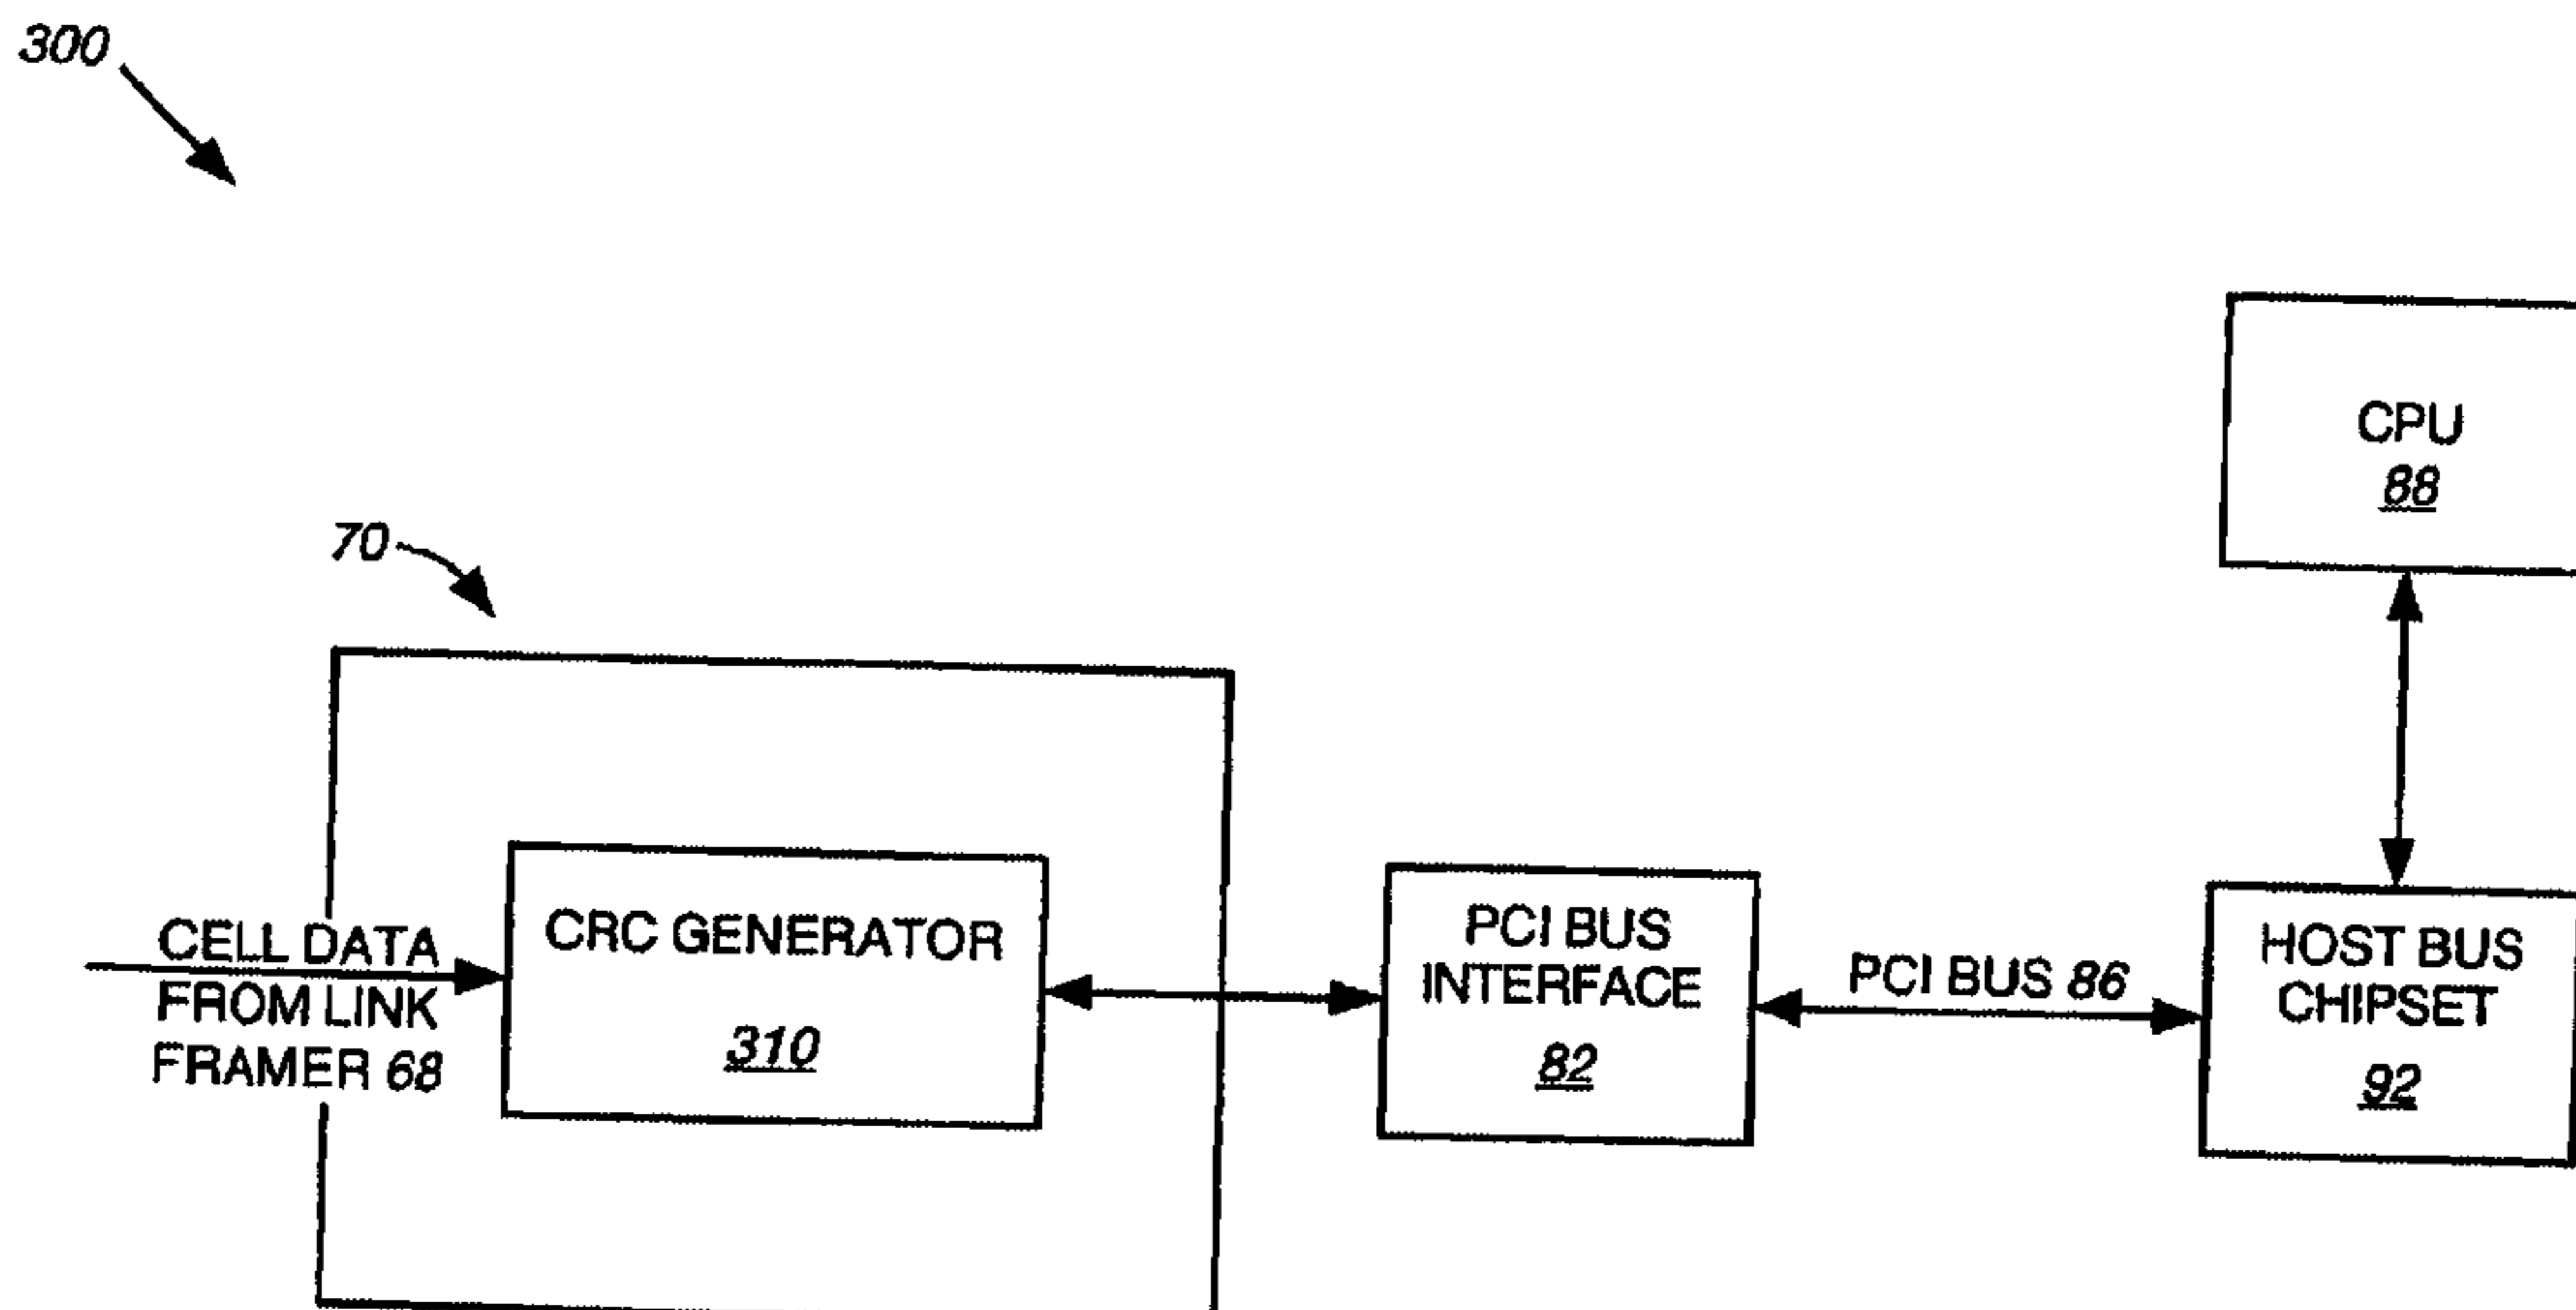 300
CPU
88
70
CELL DATA
FROM LINK
FRAMER 68
CRC GENERATOR
310
PCI BUS
INTERFACE
82
PCI BUS 86
HOST BUS
CHIPSET
92